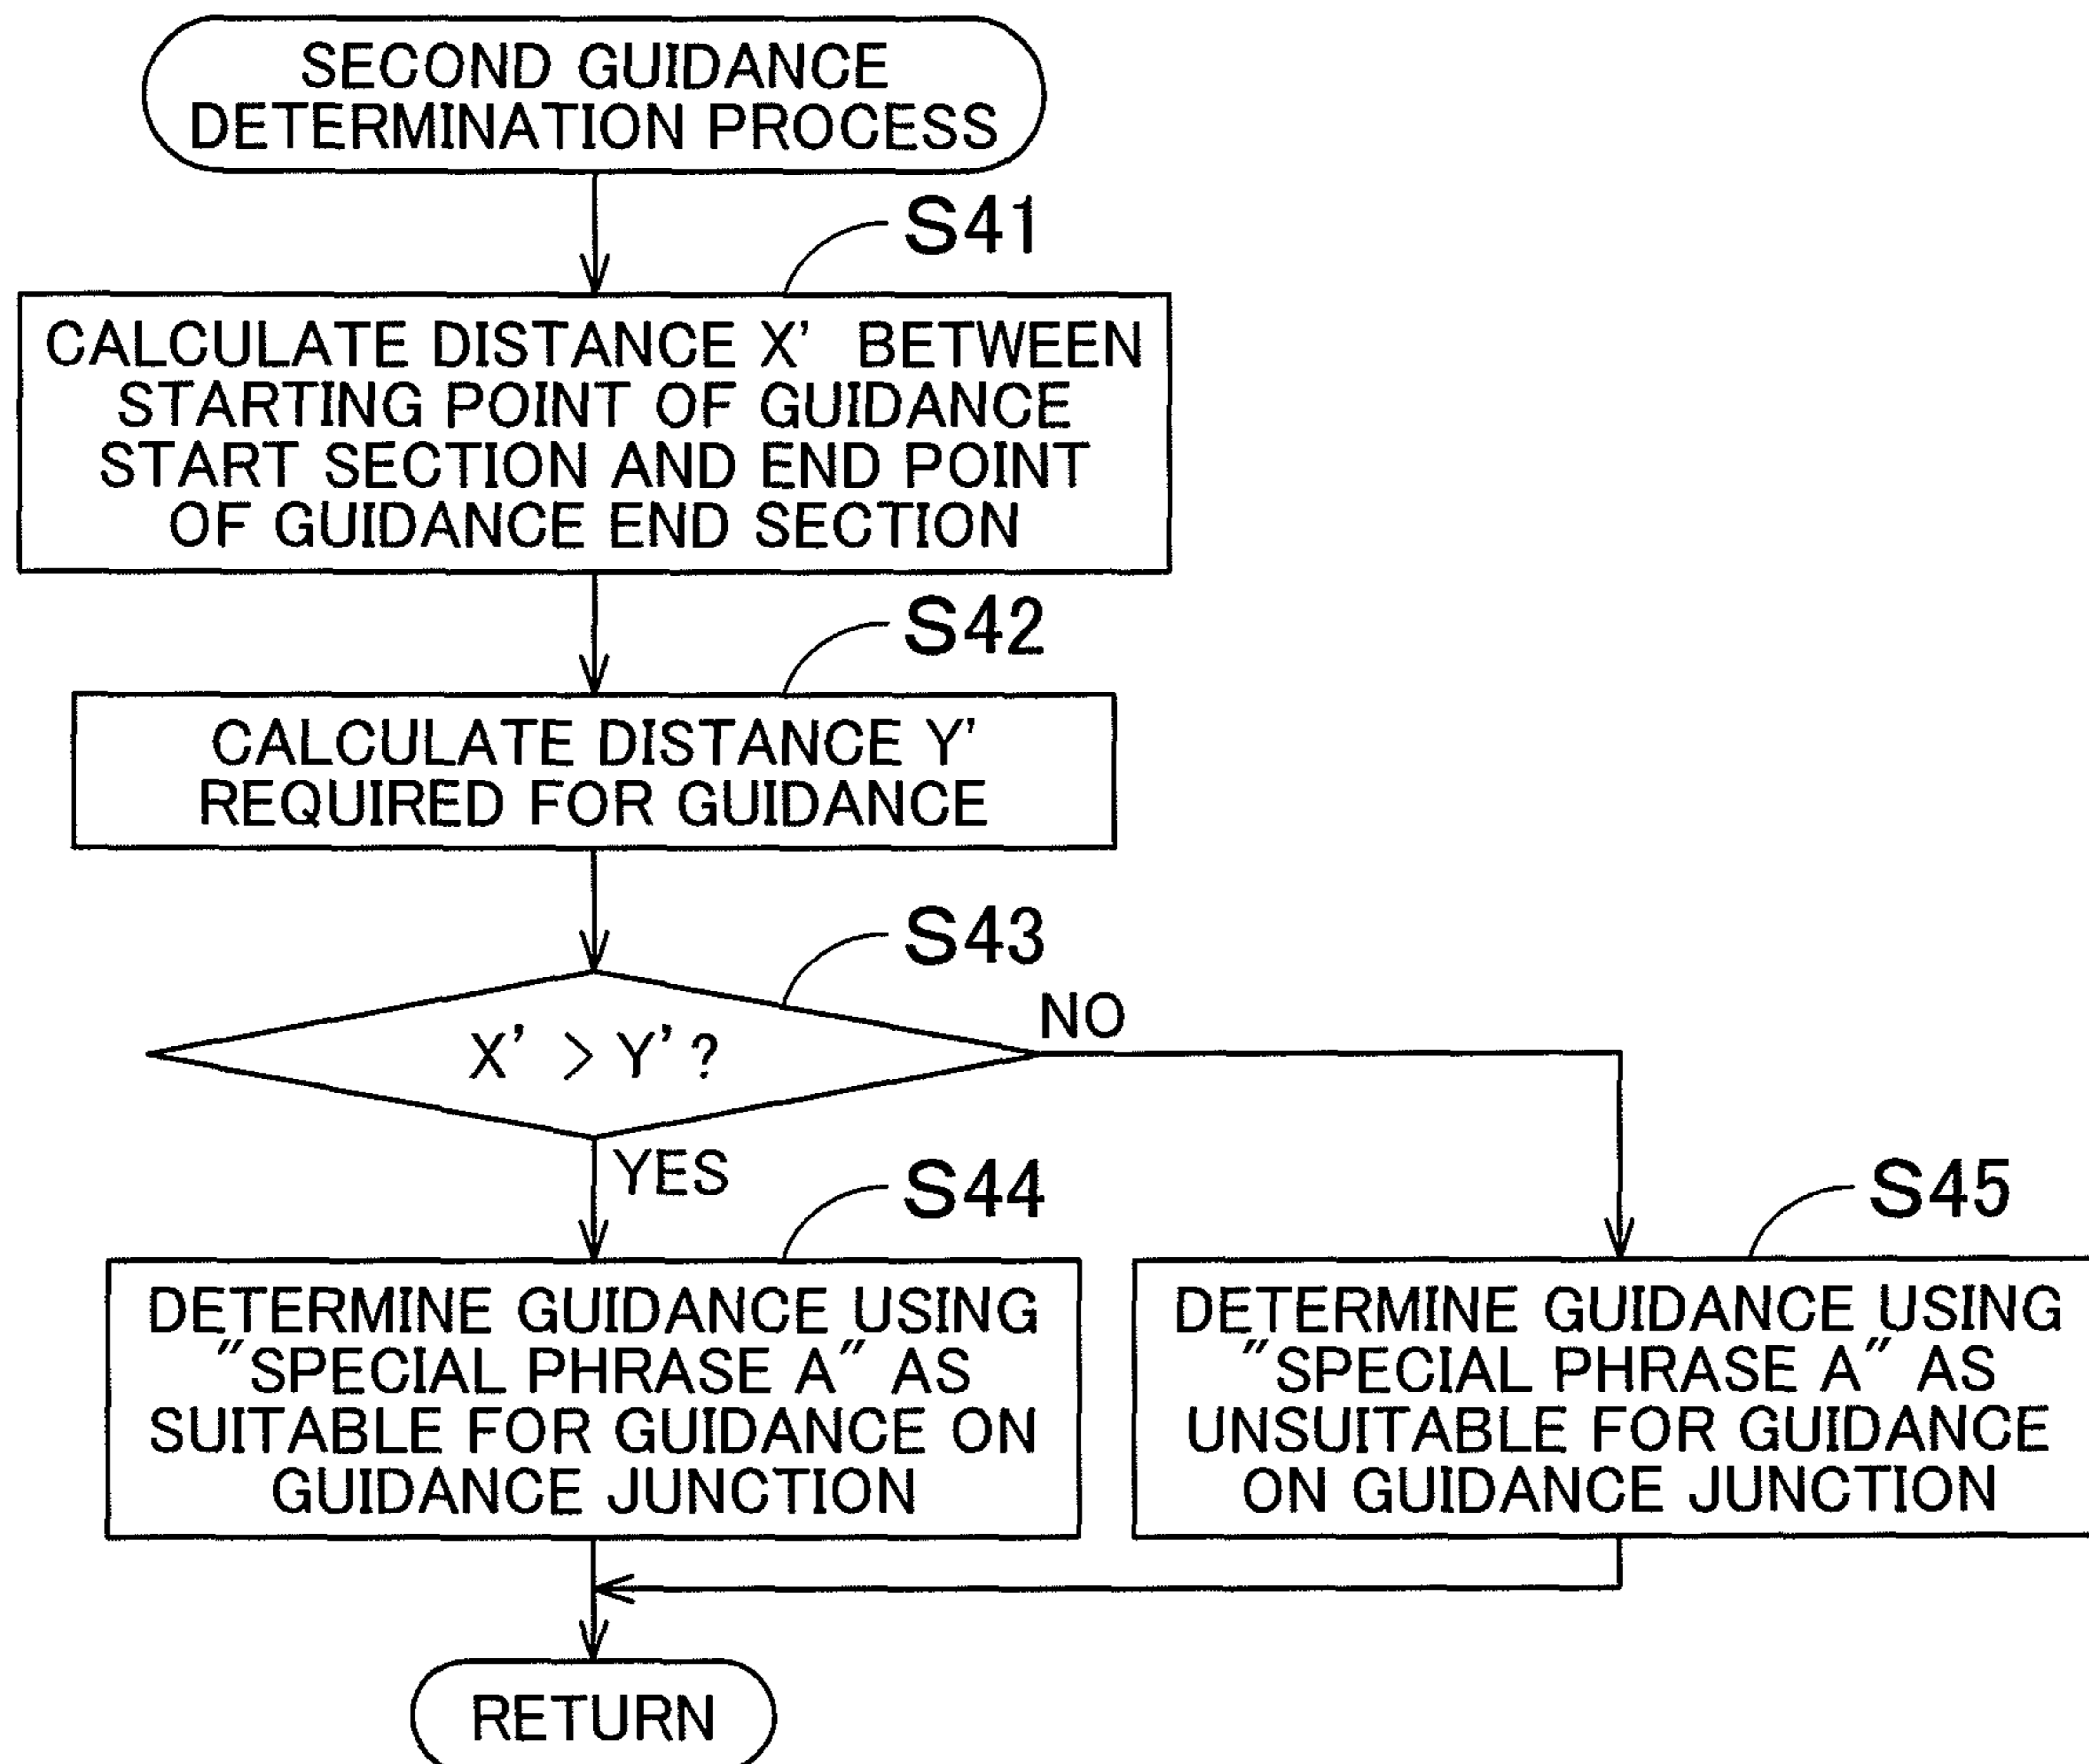 SECOND GUIDANCE
DETERMINATION PROCESS
S41
CALCULATE DISTANCE X' BETWEEN
STARTING POINT OF GUIDANCE
START SECTION AND END POINT
OF GUIDANCE END SECTION
S42
CALCULATE DISTANCE Y'
REQUIRED FOR GUIDANCE
S43
X' > Y' ?
NO
YES
S44
DETERMINE GUIDANCE USING
"SPECIAL PHRASE A" AS
SUITABLE FOR GUIDANCE ON
GUIDANCE JUNCTION
S45
DETERMINE GUIDANCE USING
"SPECIAL PHRASE A" AS
UNSUITABLE FOR GUIDANCE
ON GUIDANCE JUNCTION
RETURN